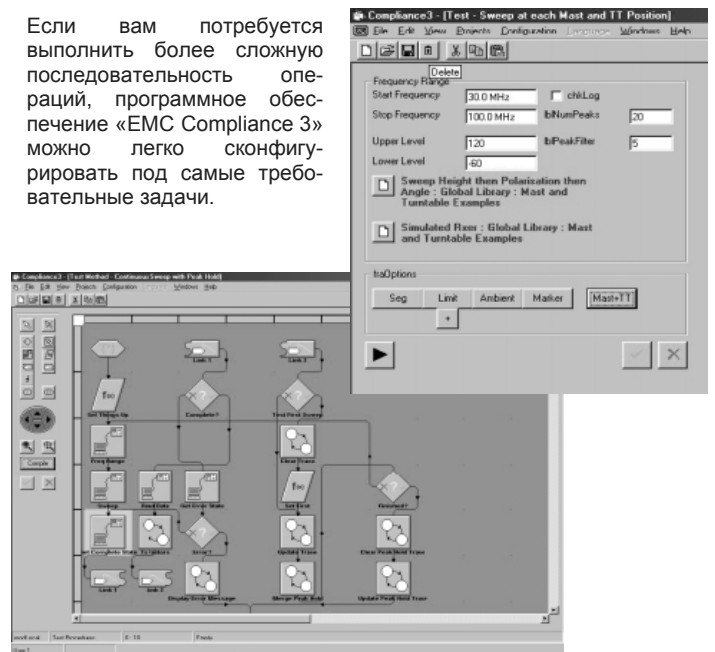 Если вам потребуется
выполнить более сложную
последовательность опе-
раций, программное обес-
печение «EMC Compliance 3»
можно легко сконфигу-
рировать под самые требо-
вательные задачи.
Compliance3 - [Test - Sweep at each Mast and TT Position]
File Edit View Projects Configuration Language Windows Help
Delete
Frequency Range
Start Frequency 30.0 MHz chkLog
Stop Frequency 100.0 MHz lblNumPeaks 20
Upper Level 120 lblPeakFilter 5
Lower Level -60
Sweep Height then Polarisation then
Angle : Global Library : Mast and
Turntable Examples
Simulated Rxer : Global Library : Mast
and Turntable Examples
fraOptions
Seg Limit Ambient Marker Mast+TT
+
Compliance3 - [Test Method - Continuous Sweep with Peak Hold]
File Edit View Projects Configuration Windows Help
Link 1 Link 2
f(x)
Set Things Up Complete? Test First Sweep
Freq Range Clear Trace
f(x)
Sweep Read Data Get Error State Set First Finished?
Compile
Get Complete State To Options Error? Update Trace Clear Peak Hold Trace
Link 1 Link 2
Display Error Message Merge Peak Hold Update Peak Hold Trace
Test Procedures